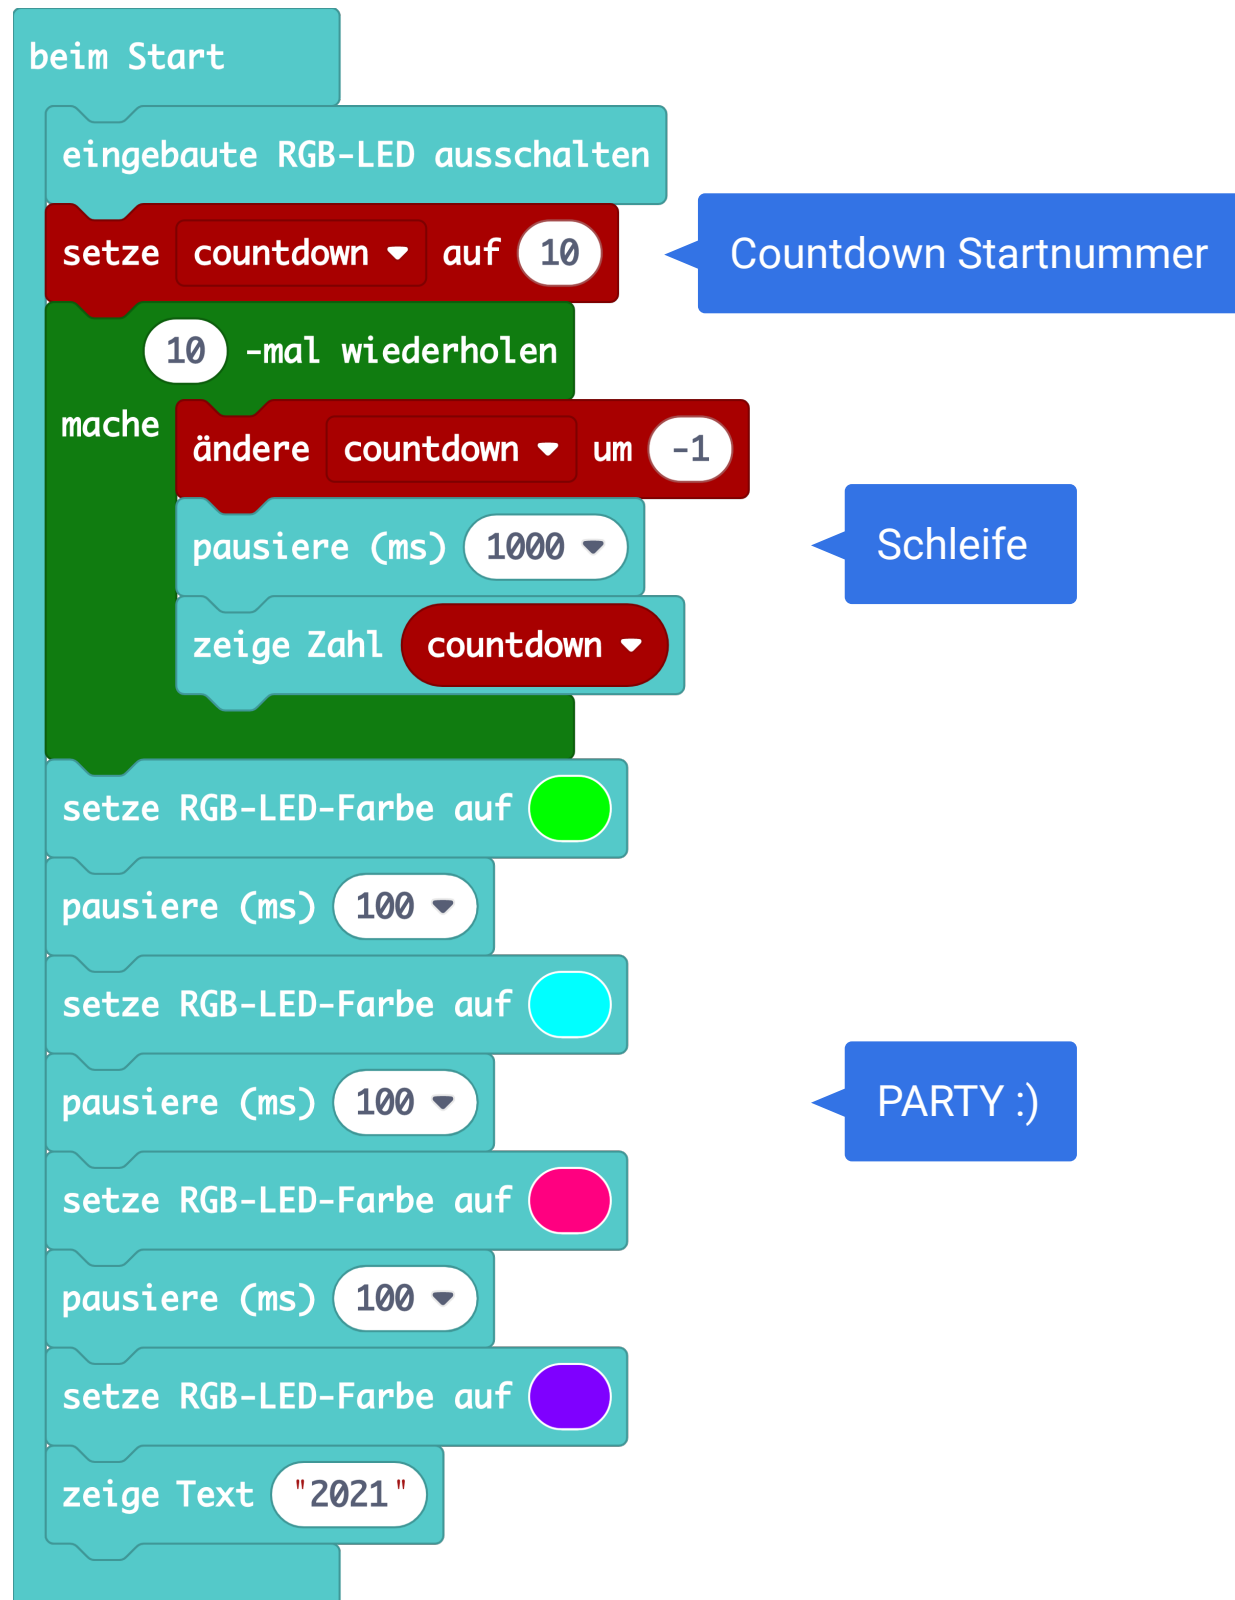 beim Start
eingebaute RGB-LED ausschalten
setze countdown auf 10
Countdown Startnummer
10 -mal wiederholen
mache
ändere countdown um -1
pausiere (ms) 1000
Schleife
zeige Zahl countdown
setze RGB-LED-Farbe auf
pausiere (ms) 100
setze RGB-LED-Farbe auf
pausiere (ms) 100
PARTY :)
setze RGB-LED-Farbe auf
pausiere (ms) 100
setze RGB-LED-Farbe auf
zeige Text "2021"